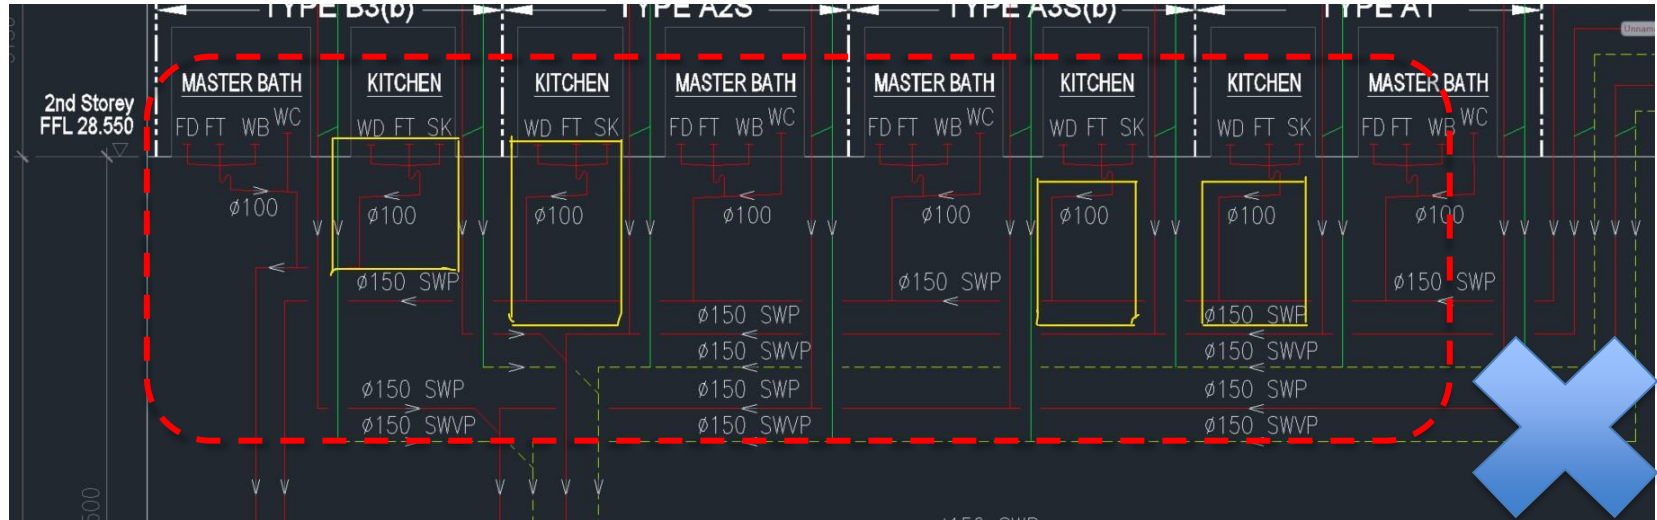 TYPE B3(b) TYPE A2S TYPE A3S(b) TYPE A1
Unnam
MASTER BATH KITCHEN KITCHEN MASTER BATH MASTER BATH KITCHEN KITCHEN MASTER BATH
2nd Storey
FFL 28.550
FD FT WB WC WD FT SK WD FT SK FD FT WB WC FD FT WB WC WD FT SK WD FT SK FD FT WB WC
ø100 ø100 ø100 ø100 ø100 ø100 ø100 ø100
ø150 SWP ø150 SWP ø150 SWP
ø150 SWP ø150 SWP
ø150 SWVP ø150 SWVP
ø150 SWP ø150 SWP ø150 SWP
ø150 SWVP ø150 SWVP ø150 SWVP